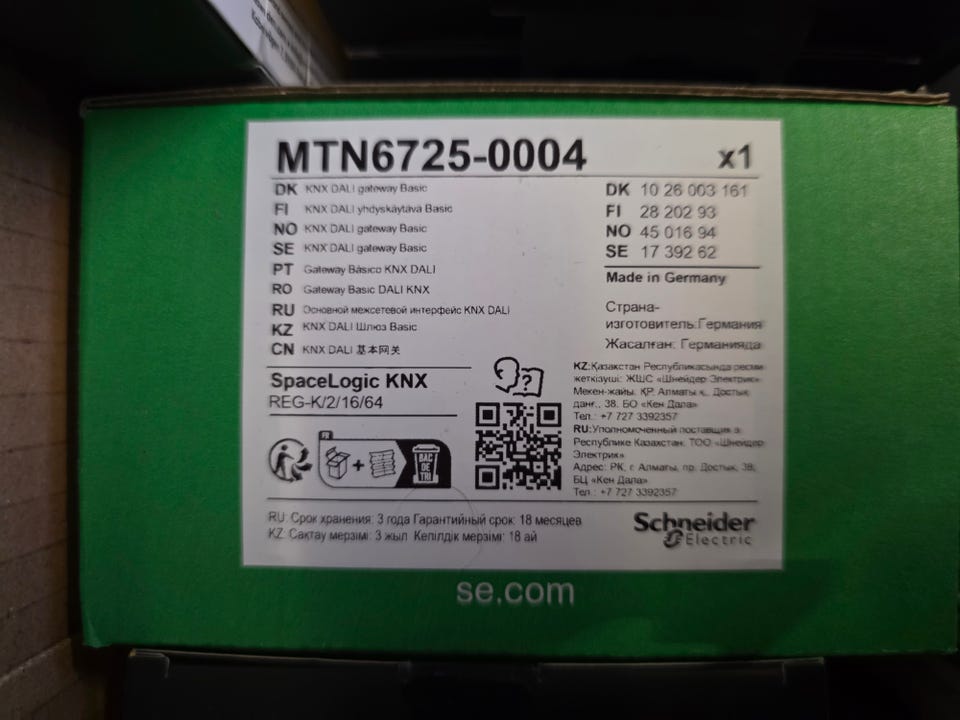 MTN6725-0004 x1
DK KNX DALI gateway Basic
FI KNX DALI yhdyskäytävä Basic
NO KNX DALI gateway Basic
SE KNX DALI gateway Basic
PT Gateway Básico KNX DALI
RO Gateway Basic DALI KNX
RU Основной межсетевой интерфейс KNX DALI
KZ KNX DALI Шлюз Basic
CN KNX DALI 基本网关
DK 10 26 003 161
FI 28 202 93
NO 45 016 94
SE 17 392 62
Made in Germany
Страна-
изготовитель:Германия
Жасалған: Германияда
SpaceLogic KNX
REG-K/2/16/64
FR
BAC
DE
TRI
?
KZ:Қазақстан Республикасында ресми
жеткізуші: ЖШС «Шнейдер Электрик»
Мекен-жайы: ҚР, Алматы қ., Достық
даңғ., 38, БО «Кен Дала»
Тел.: +7 727 3392357
RU:Уполномоченный поставщик в
Республике Казахстан: ТОО «Шнейдер
Электрик»
Адрес: РК, г. Алматы, пр. Достык, 38,
БЦ «Кен Дала»
Тел.: +7 727 3392357
RU: Срок хранения: 3 года Гарантийный срок: 18 месяцев
KZ: Сақтау мерзімі: 3 жыл Кепілдік мерзімі: 18 ай
Schneider
Electric
se.com